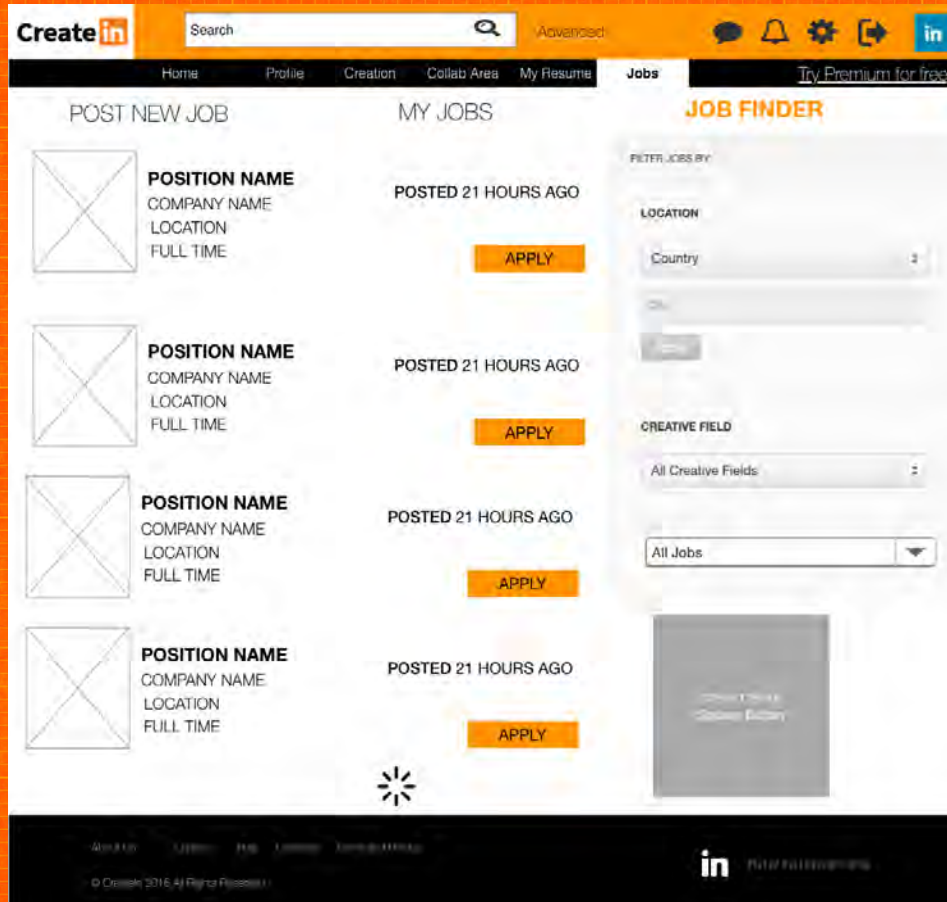 Create in
Search
Advanced
in
Home Profile Creation Collab Area My Resume Jobs Try Premium for free
POST NEW JOB MY JOBS JOB FINDER
FILTER JOBS BY
POSITION NAME
COMPANY NAME
LOCATION
FULL TIME
POSTED 21 HOURS AGO
APPLY
LOCATION
Country
POSITION NAME
COMPANY NAME
LOCATION
FULL TIME
POSTED 21 HOURS AGO
APPLY
CREATIVE FIELD
All Creative Fields
POSITION NAME
COMPANY NAME
LOCATION
FULL TIME
POSTED 21 HOURS AGO
APPLY
All Jobs
POSITION NAME
COMPANY NAME
LOCATION
FULL TIME
POSTED 21 HOURS AGO
APPLY
in